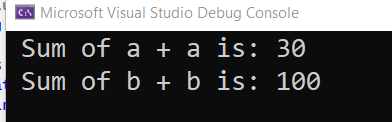 Microsoft Visual Studio Debug Console
Sum of a + a is: 30
Sum of b + b is: 100